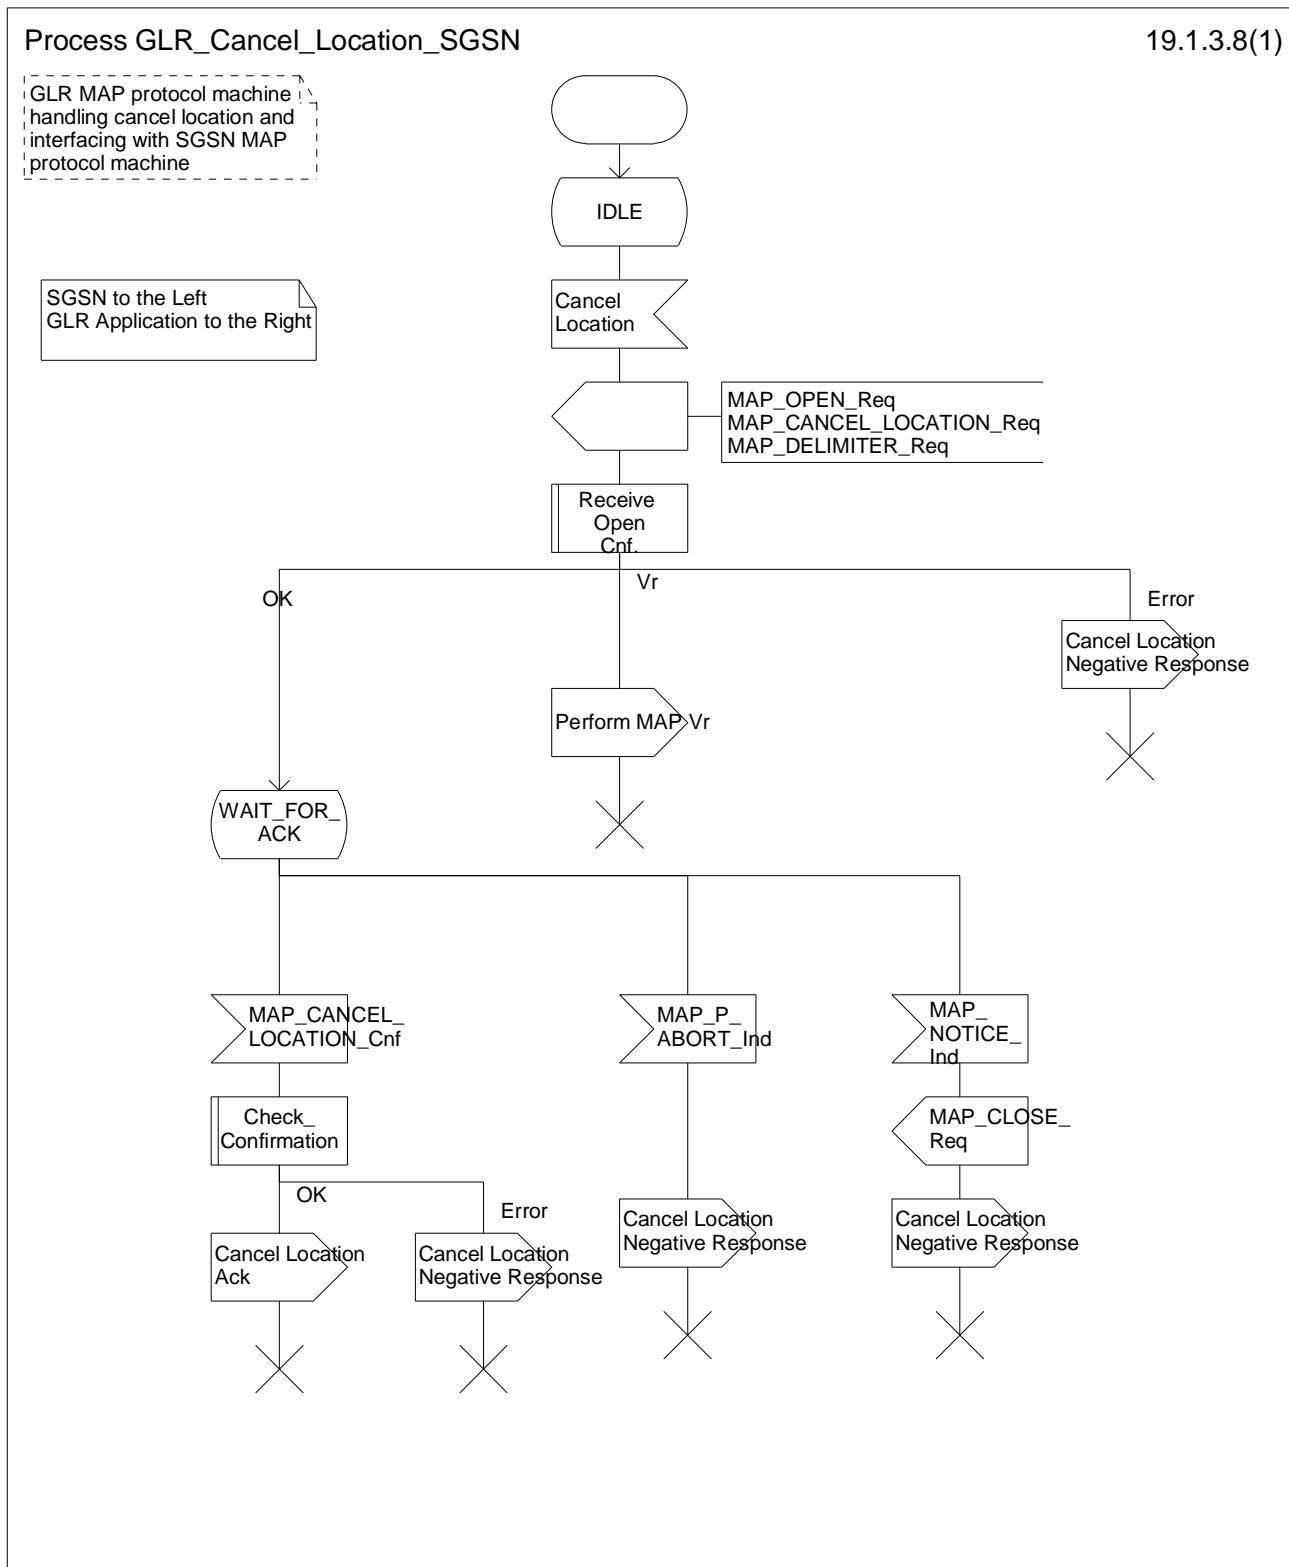 Process GLR_Cancel_Location_SGSN
19.1.3.8(1)
GLR MAP protocol machine
handling cancel location and
interfacing with SGSN MAP
protocol machine
IDLE
SGSN to the Left
GLR Application to the Right
Cancel
Location
MAP_OPEN_Req
MAP_CANCEL_LOCATION_Req
MAP_DELIMITER_Req
Receive
Open
Cnf.
OK
Vr
Error
Cancel Location
Negative Response
Perform MAP Vr
WAIT_FOR_
ACK
MAP_CANCEL_
LOCATION_Cnf
MAP_P_
ABORT_Ind
MAP_
NOTICE_
Ind
Check_
Confirmation
MAP_CLOSE_
Req
OK
Error
Cancel Location
Ack
Cancel Location
Negative Response
Cancel Location
Negative Response
Cancel Location
Negative Response